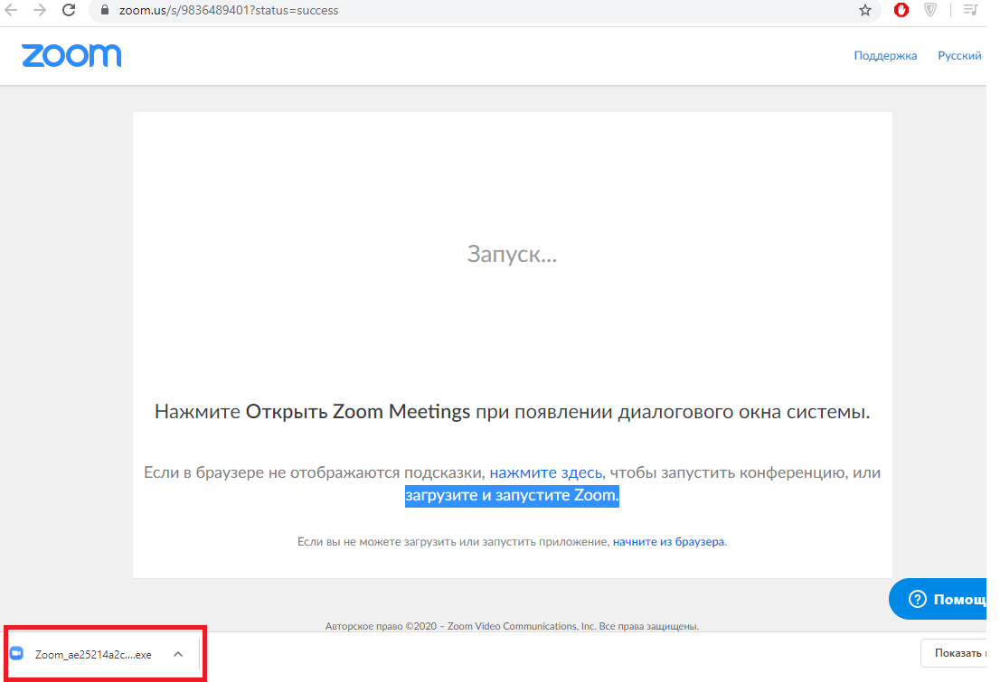 zoom.us/s/9836489401?status=success
zoom
Поддержка
Русский
Запуск...
Нажмите Открыть Zoom Meetings при появлении диалогового окна системы.
Если в браузере не отображаются подсказки, нажмите здесь, чтобы запустить конференцию, или
загрузите и запустите Zoom.
Если вы не можете загрузить или запустить приложение, начните из браузера.
? Помощ
Авторское право ©2020 – Zoom Video Communications, Inc. Все права защищены.
Zoom_ae25214a2c....exe
Показать